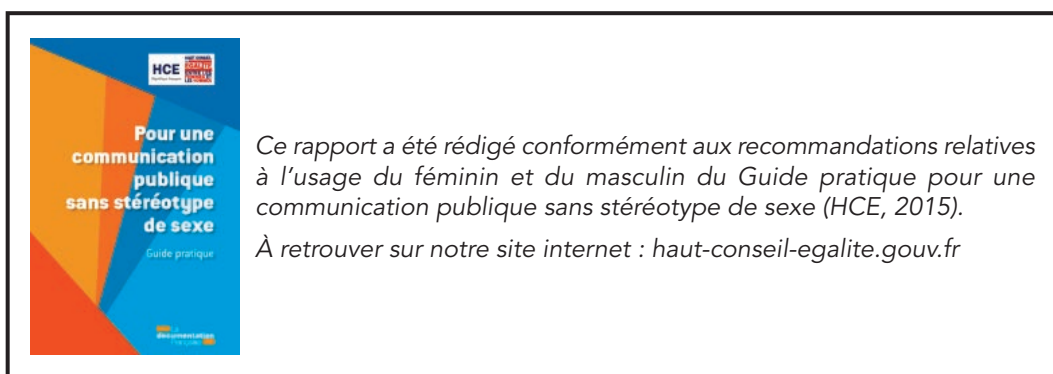 HCE
Pour une
communication
publique
sans stéréotype
de sexe
Guide pratique
Ce rapport a été rédigé conformément aux recommandations relatives
à l'usage du féminin et du masculin du Guide pratique pour une
communication publique sans stéréotype de sexe (HCE, 2015).
À retrouver sur notre site internet : haut-conseil-egalite.gouv.fr